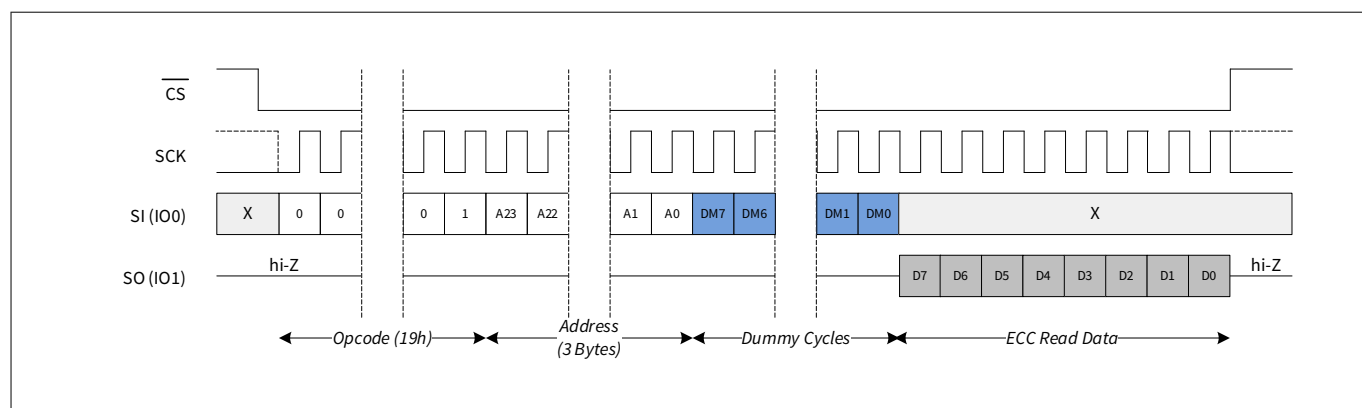 CS
SCK
SI (IO0) X 0 0 0 1 A23 A22 A1 A0 DM7 DM6 DM1 DM0 X
hi-Z
SO (IO1) D7 D6 D5 D4 D3 D2 D1 D0 hi-Z
Opcode (19h) Address (3 Bytes) Dummy Cycles ECC Read Data